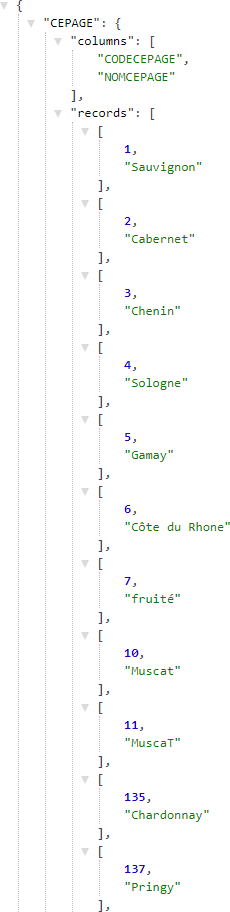 {
"CEPAGE": {
"columns": [
"CODECEPAGE",
"NOMCEPAGE"
],
"records": [
[
1,
"Sauvignon"
],
[
2,
"Cabernet"
],
[
3,
"Chenin"
],
[
4,
"Sologne"
],
[
5,
"Gamay"
],
[
6,
"Côte du Rhone"
],
[
7,
"fruité"
],
[
10,
"Muscat"
],
[
11,
"MuscaT"
],
[
135,
"Chardonnay"
],
[
137,
"Pringy"
],